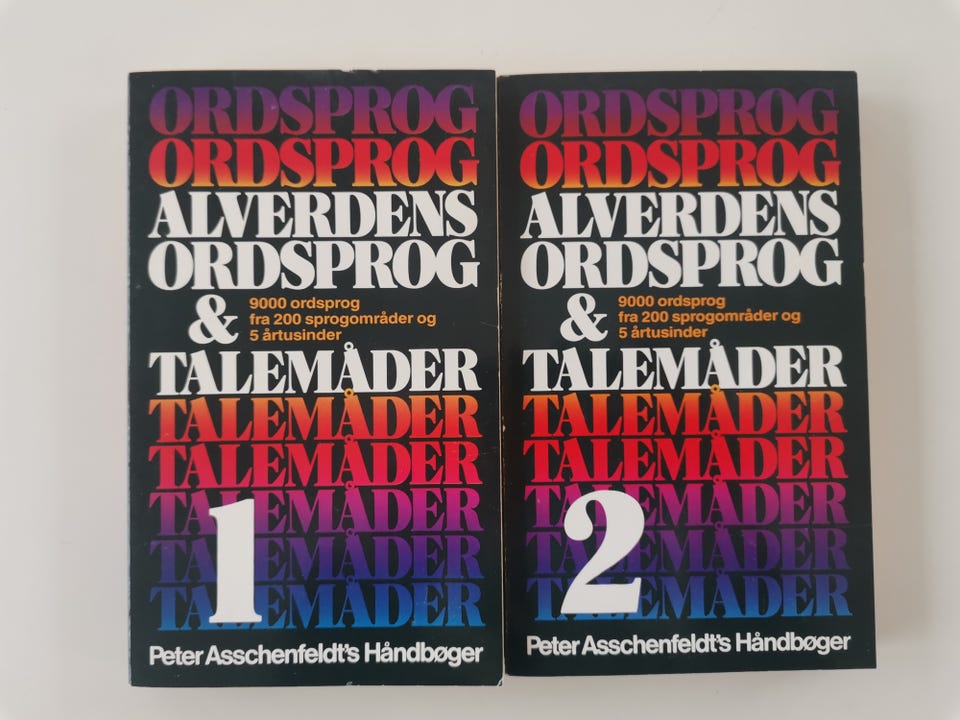 ORDSPROG
ORDSPROG
ALVERDENS
ORDSPROG
&
9000 ordsprog
fra 200 sprogområder og
5 årtusinder
TALEMÅDER
TALEMÅDER
TALEMÅDER
TALEMÅDER
TALEMÅDER
TALEMÅDER
1
Peter Asschenfeldt's Håndbøger
ORDSPROG
ORDSPROG
ALVERDENS
ORDSPROG
&
9000 ordsprog
fra 200 sprogområder og
5 årtusinder
TALEMÅDER
TALEMÅDER
TALEMÅDER
TALEMÅDER
TALEMÅDER
TALEMÅDER
2
Peter Asschenfeldt's Håndbøger